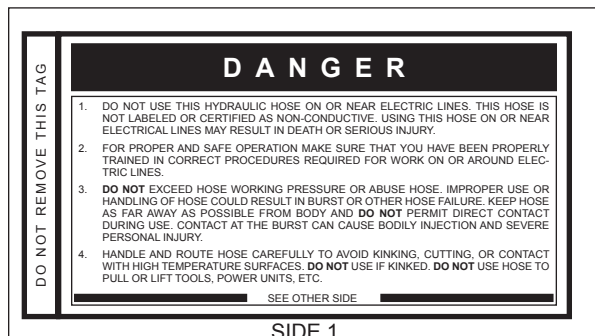 DO NOT REMOVE THIS TAG
D A N G E R
1. DO NOT USE THIS HYDRAULIC HOSE ON OR NEAR ELECTRIC LINES. THIS HOSE IS
NOT LABELED OR CERTIFIED AS NON-CONDUCTIVE. USING THIS HOSE ON OR NEAR
ELECTRICAL LINES MAY RESULT IN DEATH OR SERIOUS INJURY.
2. FOR PROPER AND SAFE OPERATION MAKE SURE THAT YOU HAVE BEEN PROPERLY
TRAINED IN CORRECT PROCEDURES REQUIRED FOR WORK ON OR AROUND ELEC-
TRIC LINES.
3. DO NOT EXCEED HOSE WORKING PRESSURE OR ABUSE HOSE. IMPROPER USE OR
HANDLING OF HOSE COULD RESULT IN BURST OR OTHER HOSE FAILURE. KEEP HOSE
AS FAR AWAY AS POSSIBLE FROM BODY AND DO NOT PERMIT DIRECT CONTACT
DURING USE. CONTACT AT THE BURST CAN CAUSE BODILY INJECTION AND SEVERE
PERSONAL INJURY.
4. HANDLE AND ROUTE HOSE CAREFULLY TO AVOID KINKING, CUTTING, OR CONTACT
WITH HIGH TEMPERATURE SURFACES. DO NOT USE IF KINKED. DO NOT USE HOSE TO
PULL OR LIFT TOOLS, POWER UNITS, ETC.
SEE OTHER SIDE
SIDE 1